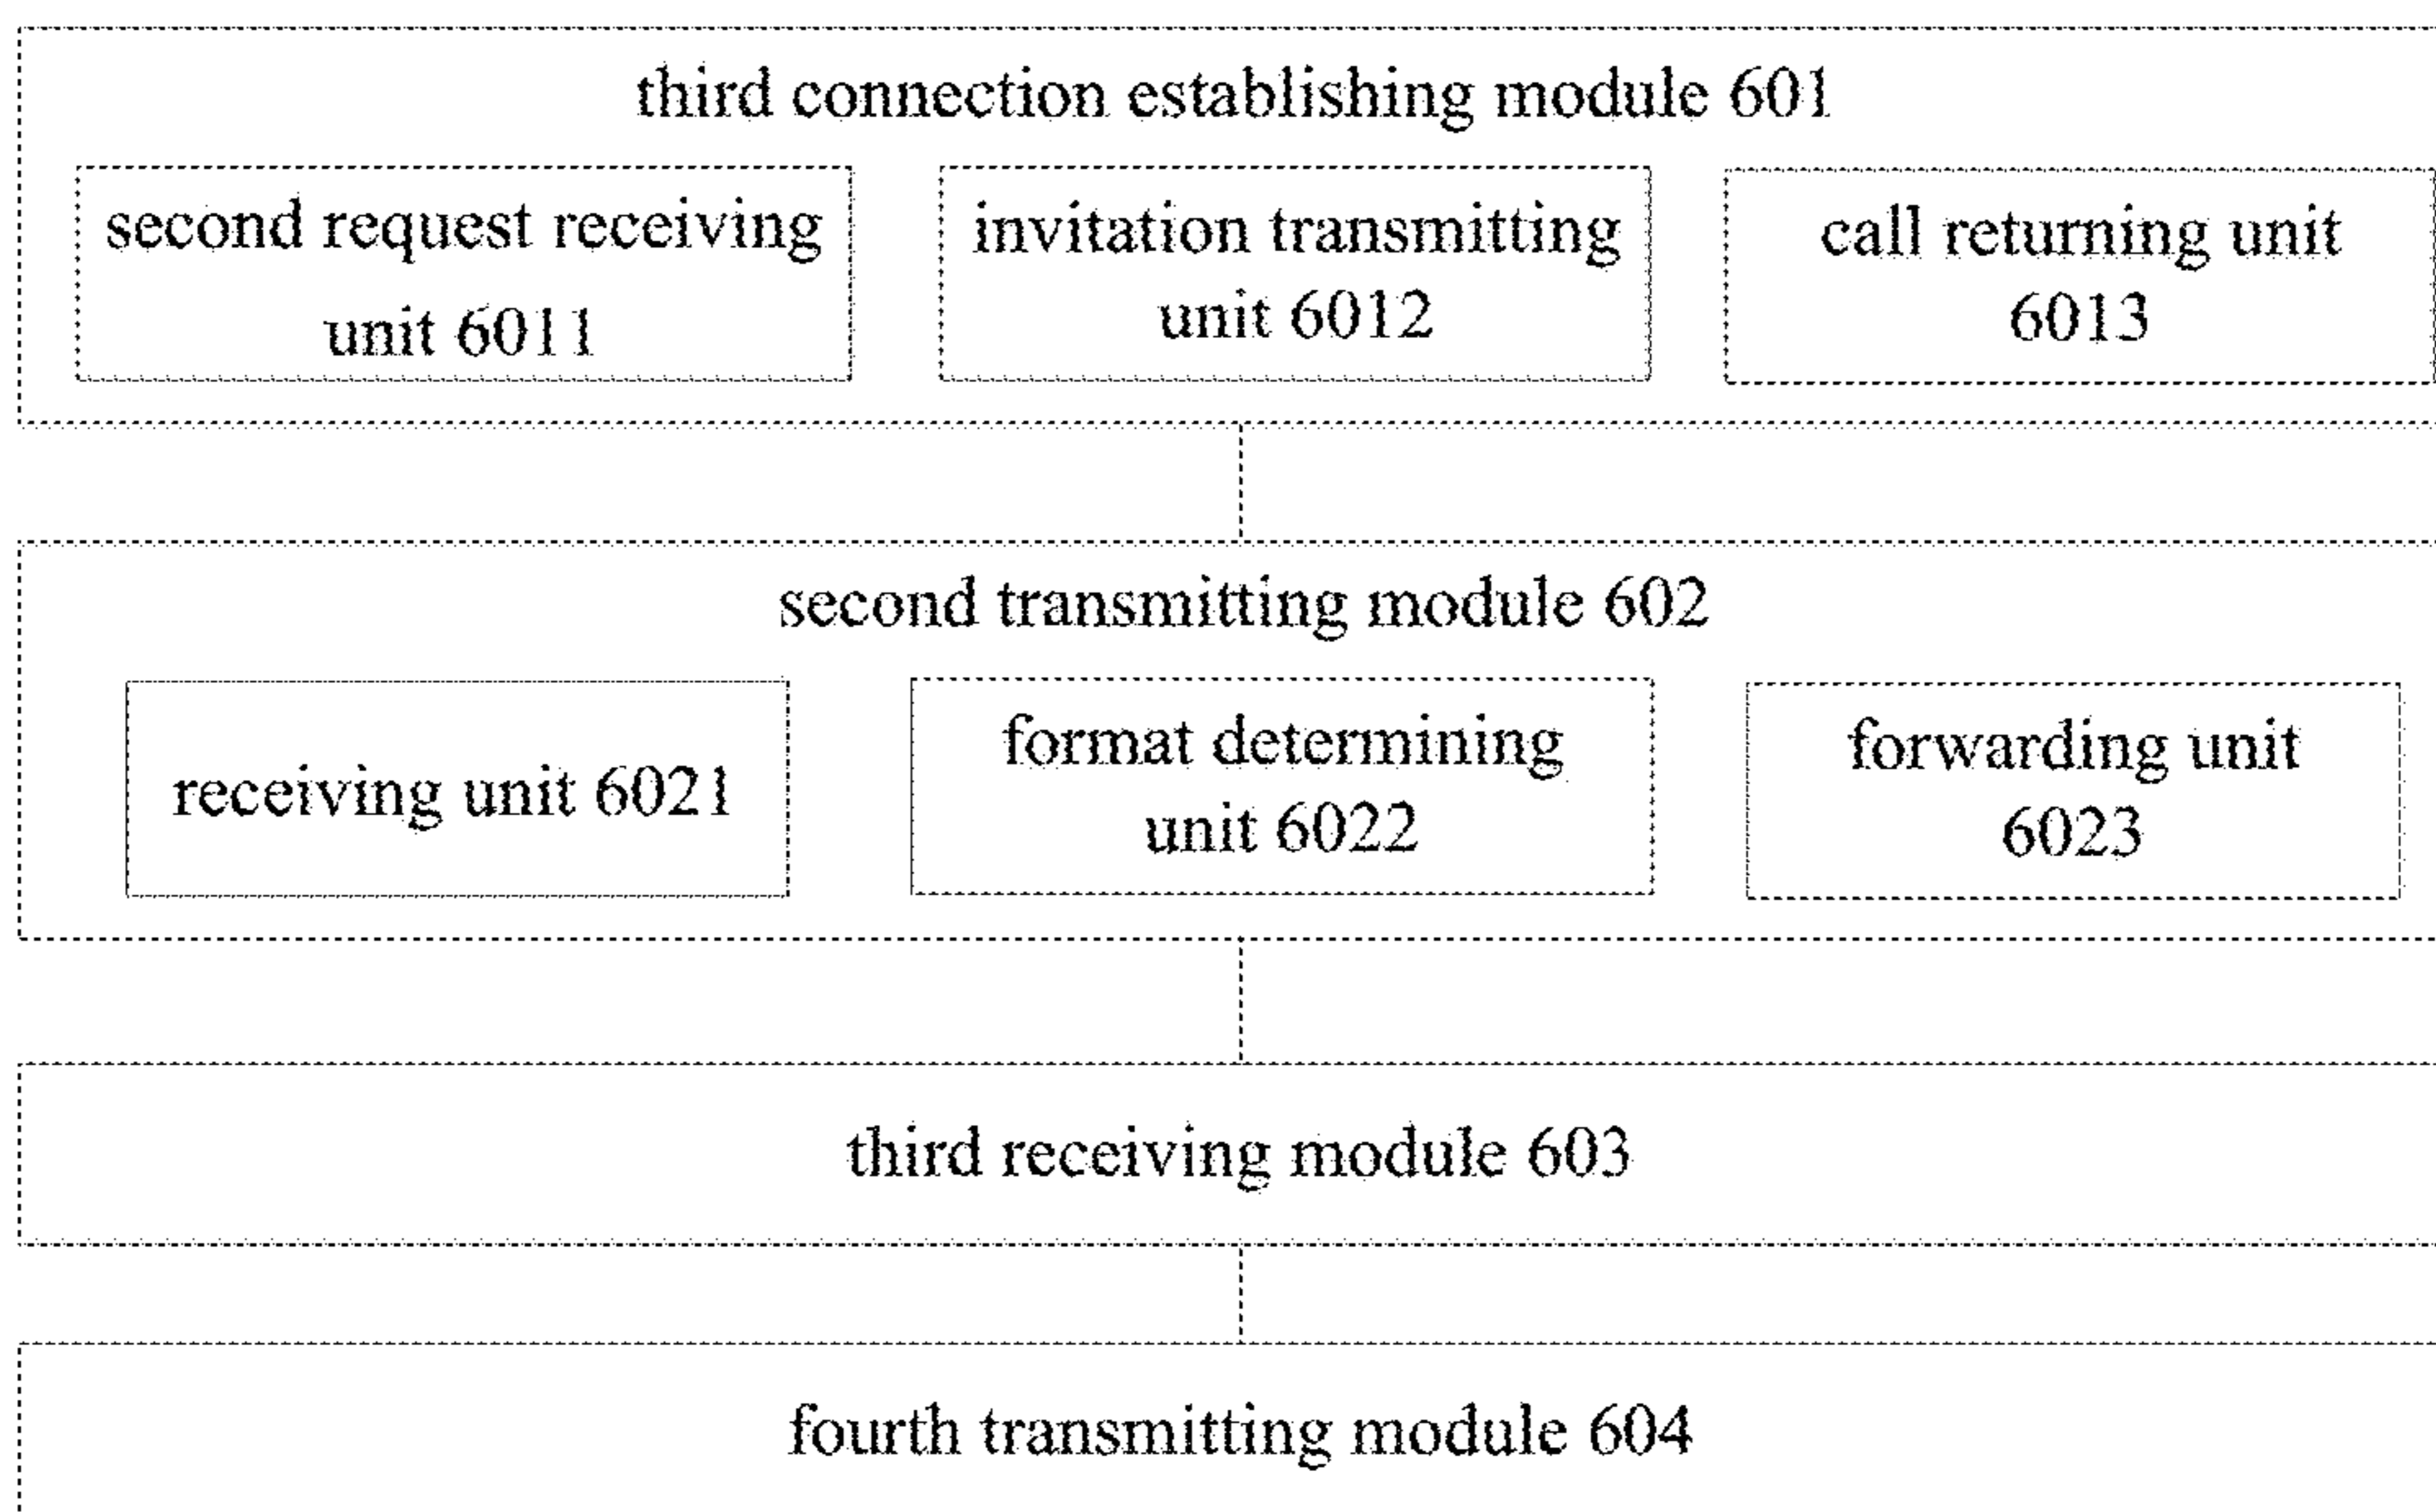 third connection establishing module 601
second request receiving
unit 6011
invitation transmitting
unit 6012
call returning unit
6013
second transmitting module 602
receiving unit 6021
format determining
unit 6022
forwarding unit
6023
third receiving module 603
fourth transmitting module 604